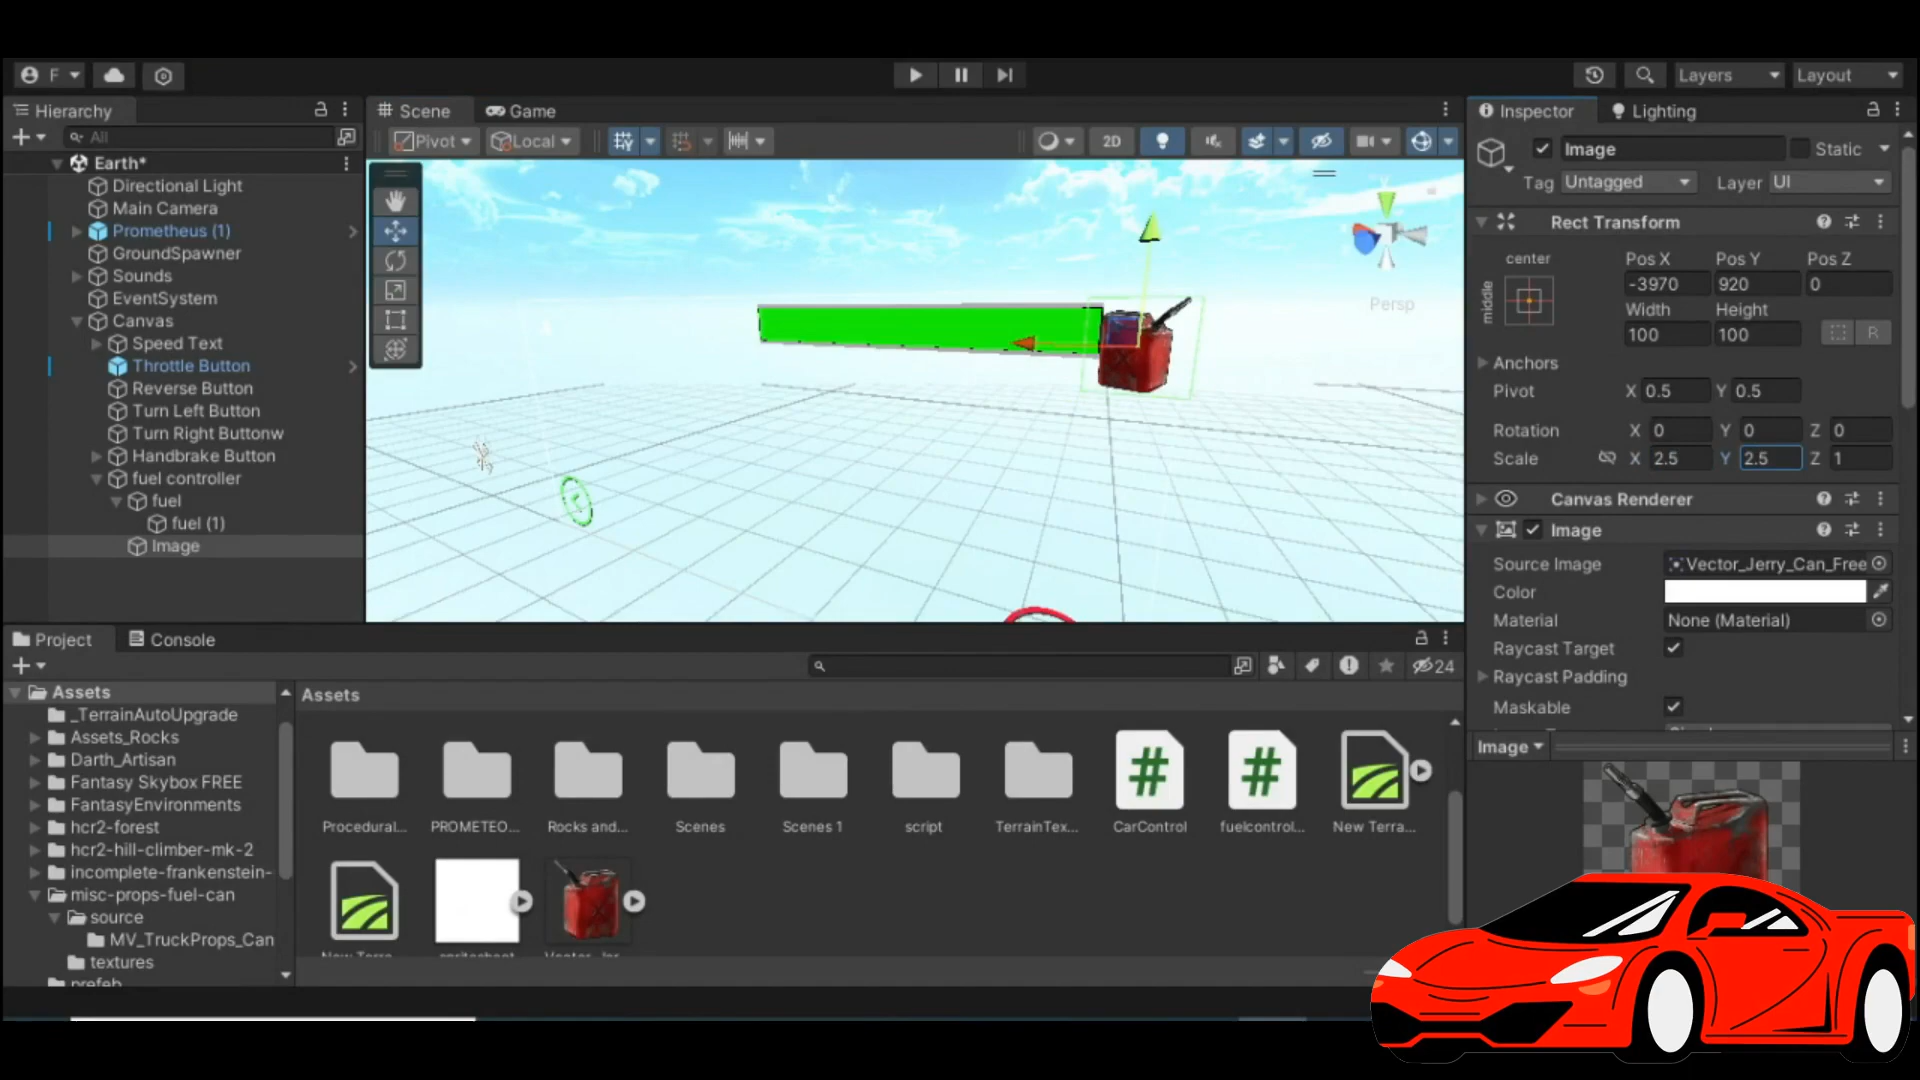 F
Layers
Layout
Hierarchy
Scene
Game
Inspector
Lighting
All
Pivot
Local
2D
Image
Static
Tag
Untagged
Layer
UI
Earth*
Directional Light
Main Camera
Prometheus (1)
GroundSpawner
Sounds
EventSystem
Canvas
Speed Text
Throttle Button
Reverse Button
Turn Left Button
Turn Right Buttonw
Handbrake Button
fuel controller
fuel
fuel (1)
Image
Persp
Rect Transform
center
middle
Pos X
Pos Y
Pos Z
-3970
920
0
Width
Height
100
100
R
Anchors
Pivot
X 0.5
Y 0.5
Rotation
X 0
Y 0
Z 0
Scale
X 2.5
Y 2.5
Z 1
Canvas Renderer
Image
Source Image
Vector_Jerry_Can_Free
Color
Material
None (Material)
Raycast Target
Raycast Padding
Maskable
Image
Project
Console
24
Assets
_TerrainAutoUpgrade
Assets_Rocks
Darth_Artisan
Fantasy Skybox FREE
FantasyEnvironments
hcr2-forest
hcr2-hill-climber-mk-2
incomplete-frankenstein-
misc-props-fuel-can
source
MV_TruckProps_Can
textures
prefeb
Assets
Procedural...
PROMETEO...
Rocks and...
Scenes
Scenes 1
script
TerrainTex...
CarControl
fuelcontrol...
New Terra...
New Terra...
spritesheet